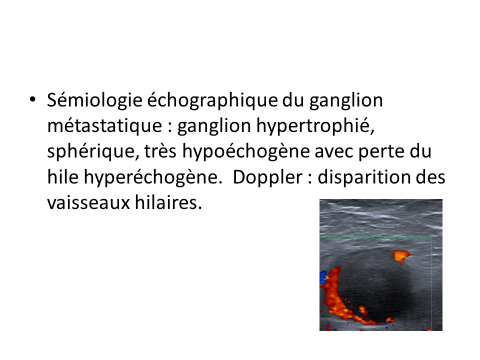 • Sémiologie échographique du ganglion
métastatique : ganglion hypertrophié,
sphérique, très hypoéchogène avec perte du
hile hyperéchogène.  Doppler : disparition des
vaisseaux hilaires.